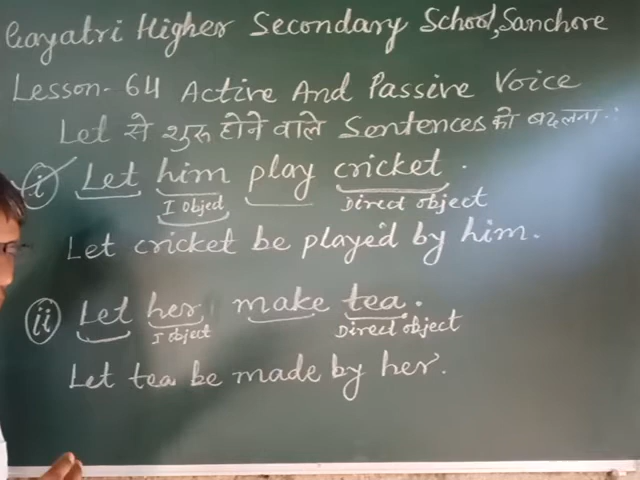 Gayatri Higher Secondary School, Sanchore
Lesson-64 Active And Passive Voice
Let से शुरू होने वाले Sentences को बदलना:
(i) Let him play cricket.
I object Direct object
Let cricket be played by him.
(ii) Let her make tea.
I object Direct object
Let tea be made by her.